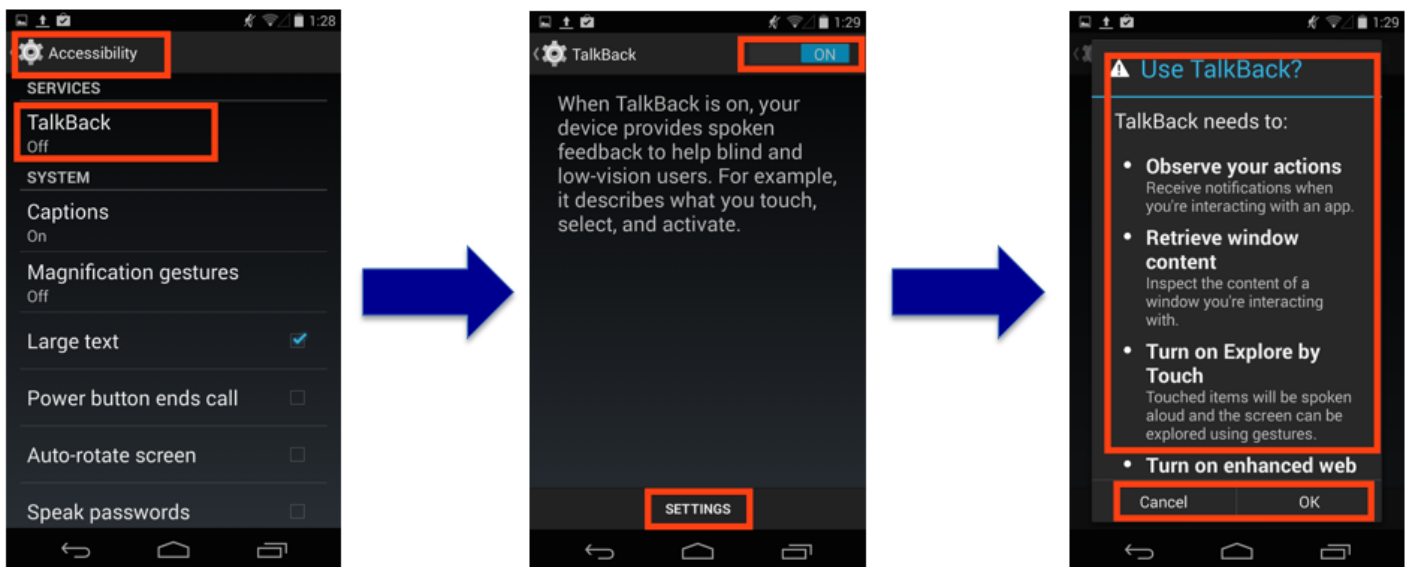 1:28
Accessibility
SERVICES
TalkBack
Off
SYSTEM
Captions
On
Magnification gestures
Off
Large text
Power button ends call
Auto-rotate screen
Speak passwords
1:29
TalkBack
ON
When TalkBack is on, your
device provides spoken
feedback to help blind and
low-vision users. For example,
it describes what you touch,
select, and activate.
SETTINGS
1:29
Use TalkBack?
TalkBack needs to:
• Observe your actions
Receive notifications when
you're interacting with an app.
• Retrieve window
content
Inspect the content of a
window you're interacting
with.
• Turn on Explore by
Touch
Touched items will be spoken
aloud and the screen can be
explored using gestures.
• Turn on enhanced web
Cancel OK